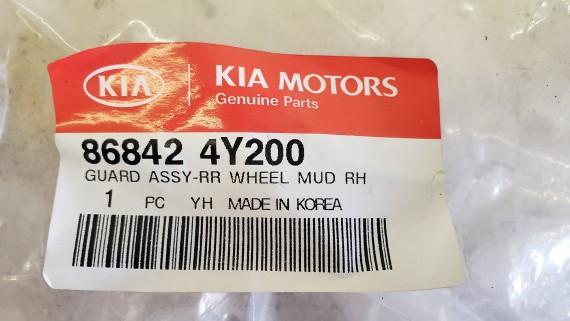 KIA KIA MOTORS
Genuine Parts
86842 4Y200
GUARD ASSY-RR WHEEL MUD RH
1 PC YH MADE IN KOREA